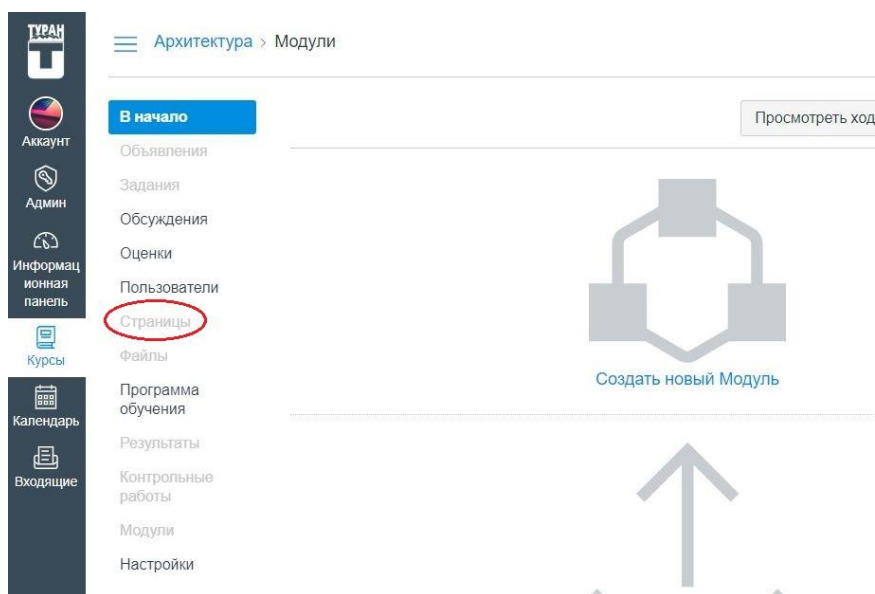 ТУРАН
Архитектура > Модули
Аккаунт
Админ
Информац
ионная
панель
Курсы
Календарь
Входящие
В начало
Объявления
Задания
Обсуждения
Оценки
Пользователи
Страницы
Файлы
Программа
обучения
Результаты
Контрольные
работы
Модули
Настройки
Просмотреть ход
Создать новый Модуль